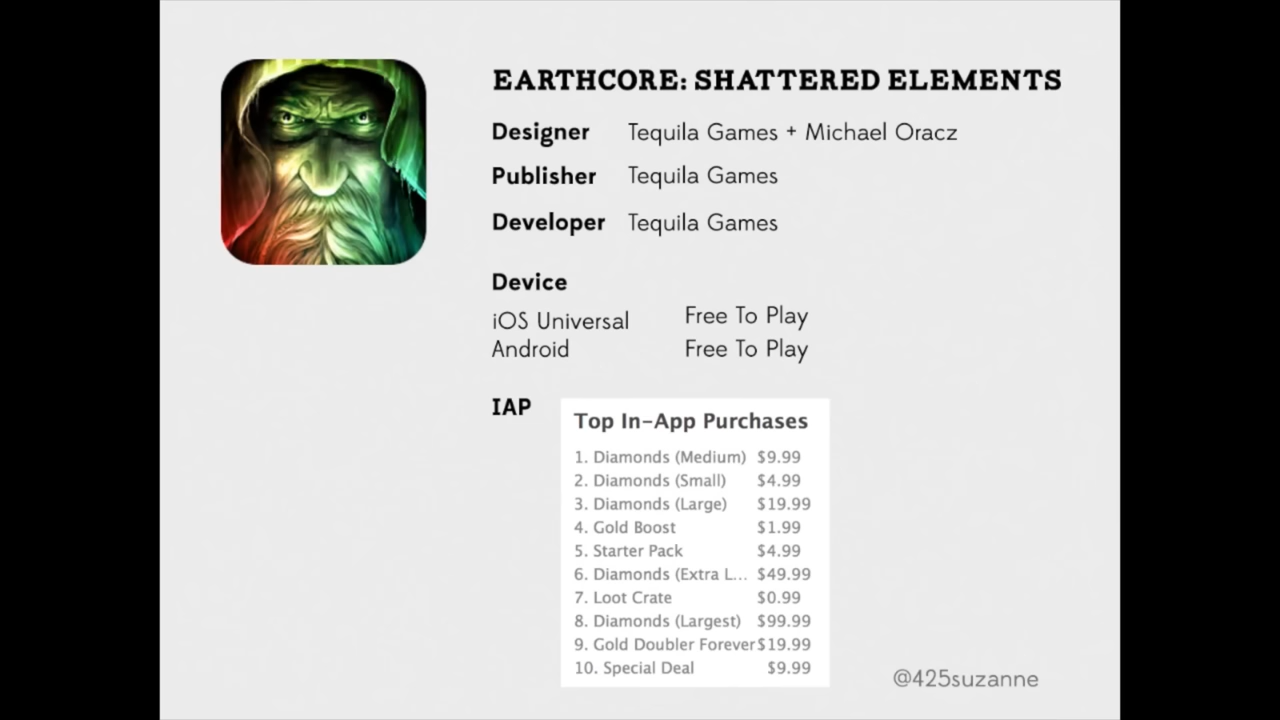 EARTHCORE: SHATTERED ELEMENTS
Designer Tequila Games + Michael Oracz
Publisher Tequila Games
Developer Tequila Games
Device
iOS Universal Free To Play
Android Free To Play
IAP
Top In-App Purchases
1. Diamonds (Medium) $9.99
2. Diamonds (Small) $4.99
3. Diamonds (Large) $19.99
4. Gold Boost $1.99
5. Starter Pack $4.99
6. Diamonds (Extra L... $49.99
7. Loot Crate $0.99
8. Diamonds (Largest) $99.99
9. Gold Doubler Forever $19.99
10. Special Deal $9.99
@425suzanne